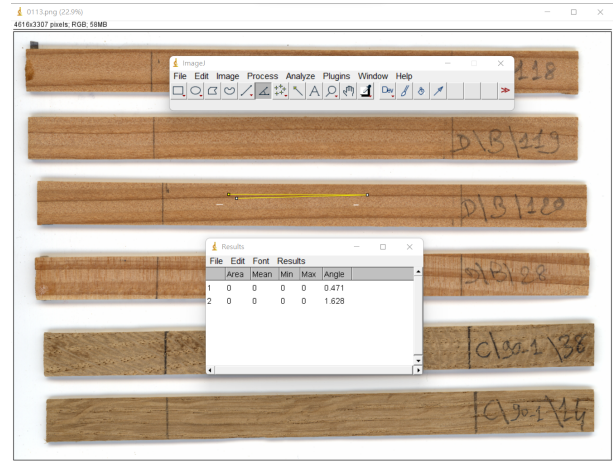 0113.png (22.9%)
4616x3307 pixels; RGB; 58MB
ImageJ
File Edit Image Process Analyze Plugins Window Help
Dev
118
D\B\119
D\B\120
Results
File Edit Font Results
Area Mean Min Max Angle
1 0 0 0 0 0.471
2 0 0 0 0 1.628
D\B\28
C\90-1\38
C\90-1\14